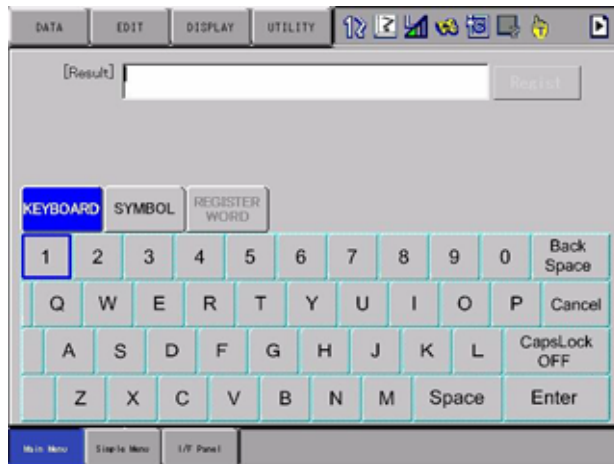 DATA EDIT DISPLAY UTILITY
[Result] Regist
KEYBOARD SYMBOL REGISTER WORD
1 2 3 4 5 6 7 8 9 0 Back Space
Q W E R T Y U I O P Cancel
A S D F G H J K L CapsLock OFF
Z X C V B N M Space Enter
Main Menu Simple Menu I/F Panel